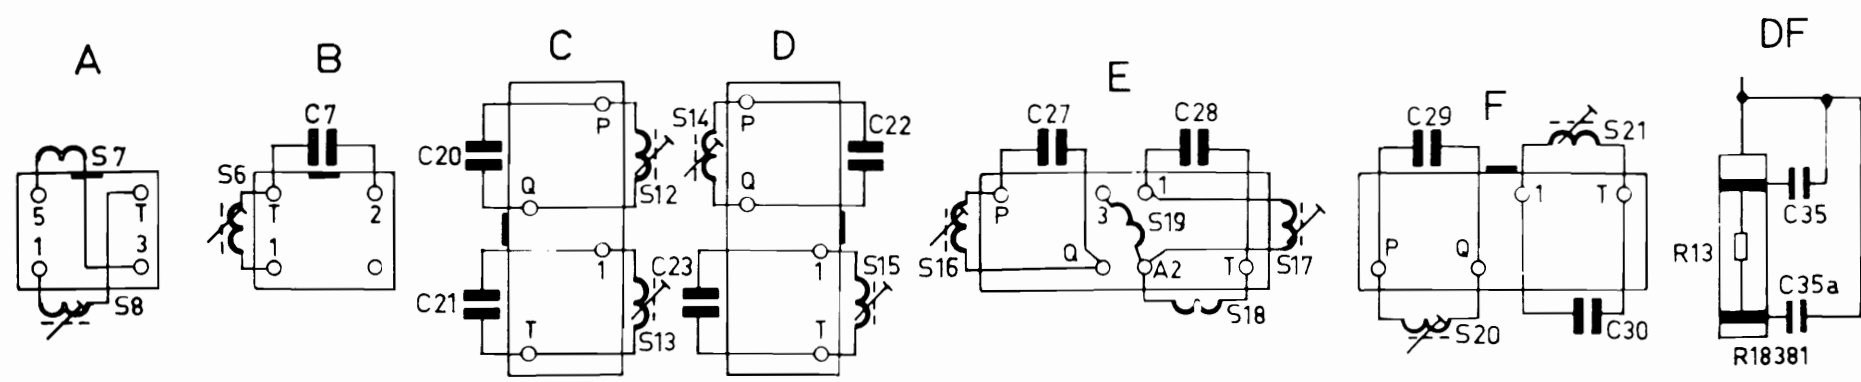 A
S7
5
T
1
3
S8
B
C7
S6
T
2
1
C
C20
P
Q
S12
C21
1
T
S13
D
S14
P
C22
Q
C23
1
S15
T
E
C27
C28
P
3
1
S19
S16
Q
A2
T
S17
S18
F
C29
S21
1
T
P
Q
S20
C30
DF
C35
R13
C35a
R18381